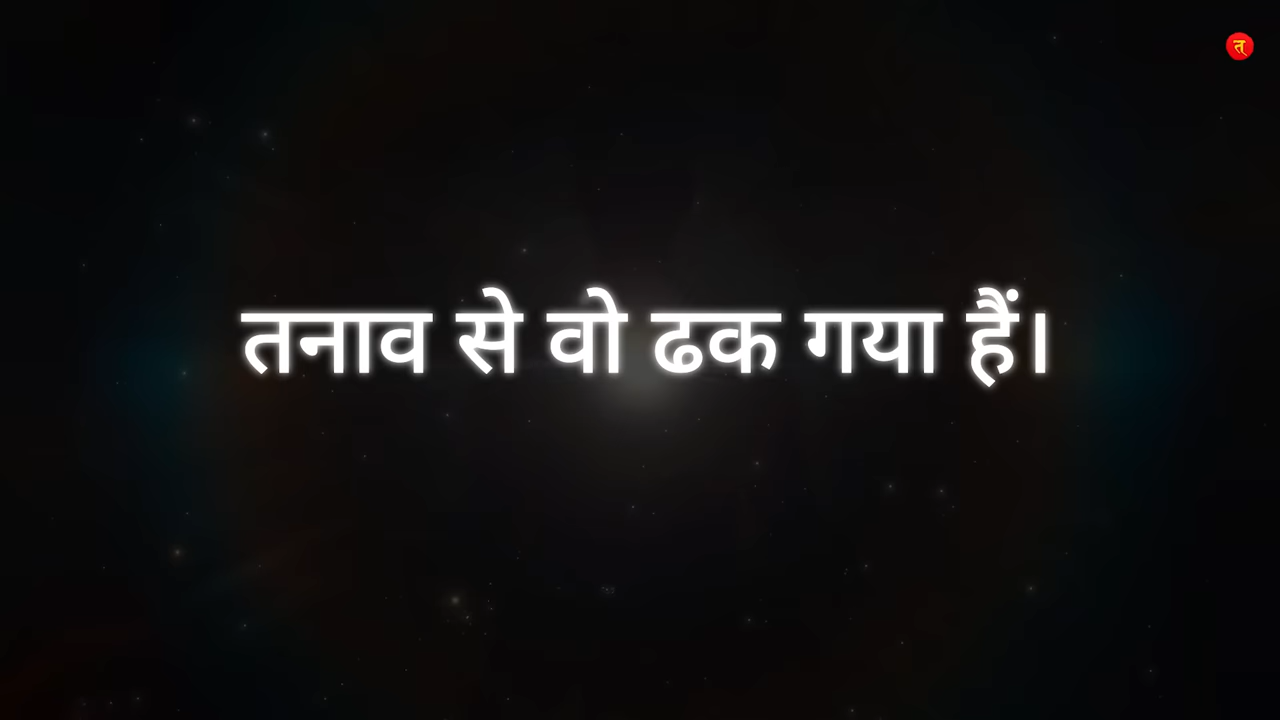 त
तनाव से वो ढक गया हैं।